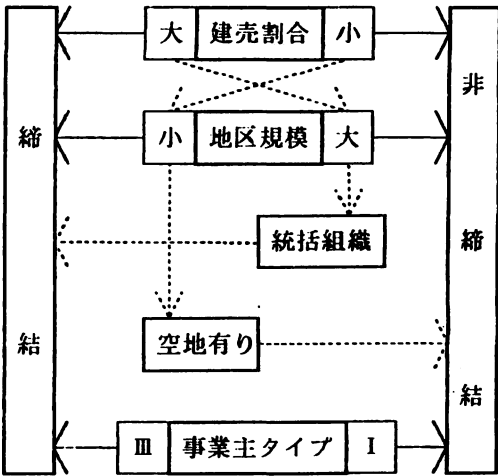 大 建売割合 小
小 地区規模 大
統括組織
空地有り
III 事業主タイプ I
締結
非締結